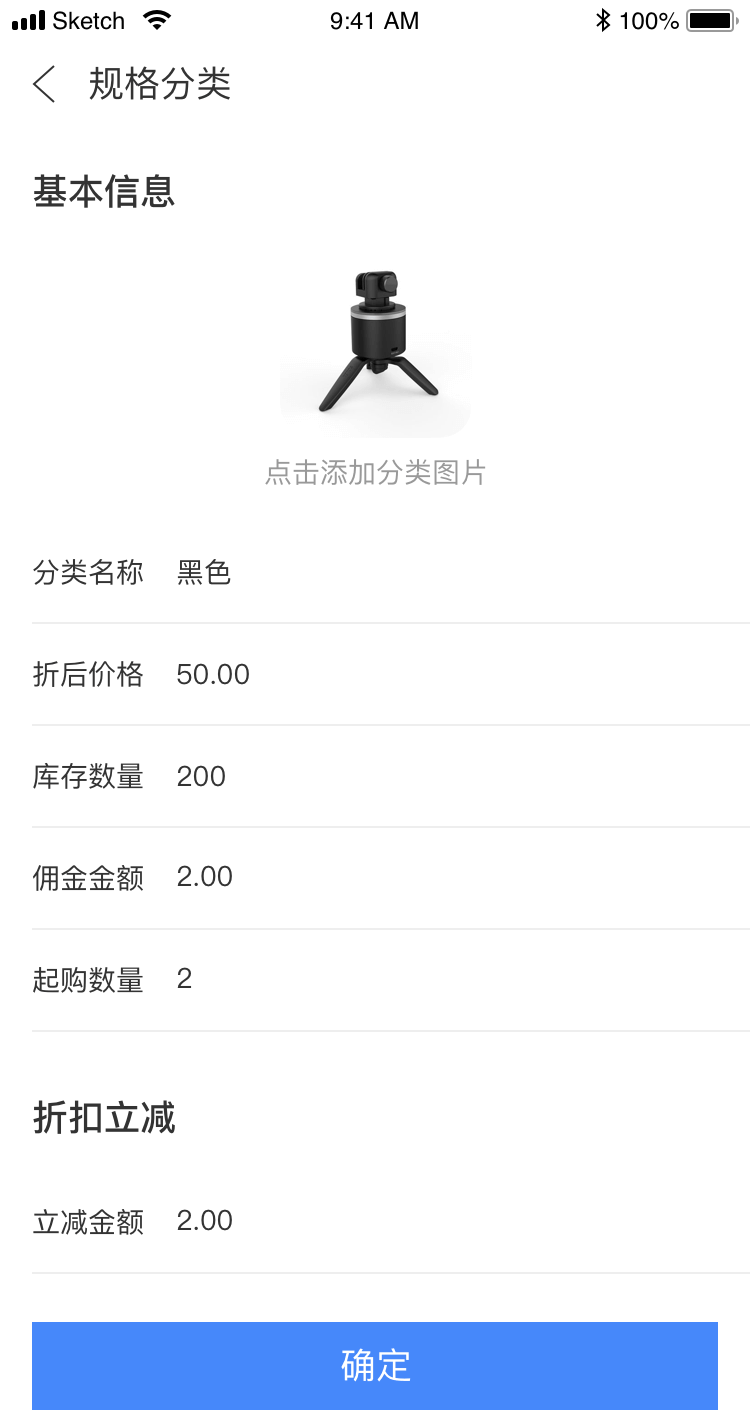 Sketch 9:41 AM 100%
规格分类
基本信息
点击添加分类图片
分类名称 黑色
折后价格 50.00
库存数量 200
佣金金额 2.00
起购数量 2
折扣立减
立减金额 2.00
确定